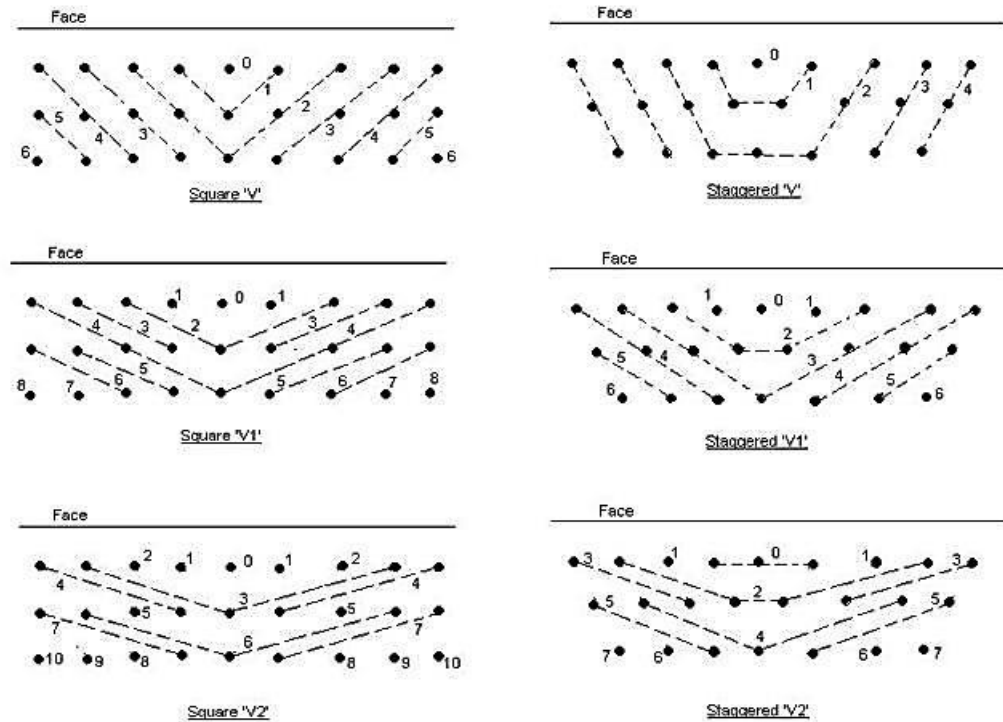 Face
0
1
2
5 4 3 3 4 5
6 6
Square 'V'
Face
0
1 2 3 4
Staggered 'V'
Face
1 0 1
4 3 2 3 4
8 7 6 5 5 6 7 8
Square 'V1'
Face
1 0 1
2
5 4 3 4 5
6 6
Staggered 'V1'
Face
2 1 0 1 2
4 3 4
5 5
7 6 7
10 9 8 8 9 10
Square 'V2'
Face
3 1 0 1 3
2
5 5
4
7 6 6 7
Staggered 'V2'